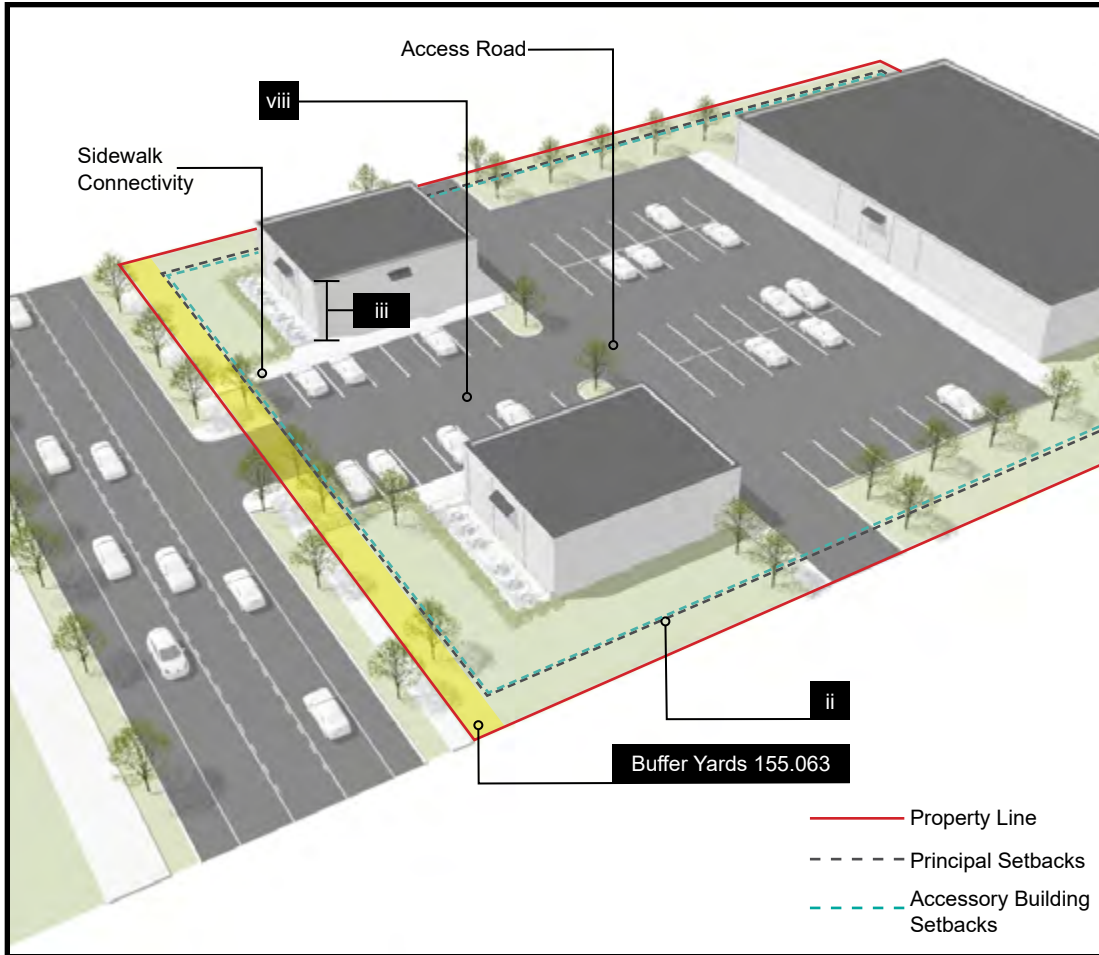 Access Road
viii
Sidewalk
Connectivity
iii
ii
Buffer Yards 155.063
Property Line
Principal Setbacks
Accessory Building
Setbacks